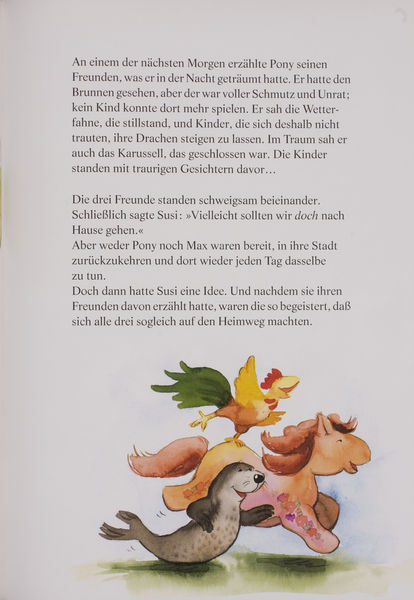 An einem der nächsten Morgen erzählte Pony seinen
Freunden, was er in der Nacht geträumt hatte. Er hatte den
Brunnen gesehen, aber der war voller Schmutz und Unrat;
kein Kind konnte dort mehr spielen. Er sah die Wetter-
fahne, die stillstand, und Kinder, die sich deshalb nicht
trauten, ihre Drachen steigen zu lassen. Im Traum sah er
auch das Karussell, das geschlossen war. Die Kinder
standen mit traurigen Gesichtern davor…
Die drei Freunde standen schweigsam beieinander.
Schließlich sagte Susi: »Vielleicht sollten wir doch nach
Hause gehen.«
Aber weder Pony noch Max waren bereit, in ihre Stadt
zurückzukehren und dort wieder jeden Tag dasselbe
zu tun.
Doch dann hatte Susi eine Idee. Und nachdem sie ihren
Freunden davon erzählt hatte, waren die so begeistert, daß
sich alle drei sogleich auf den Heimweg machten.